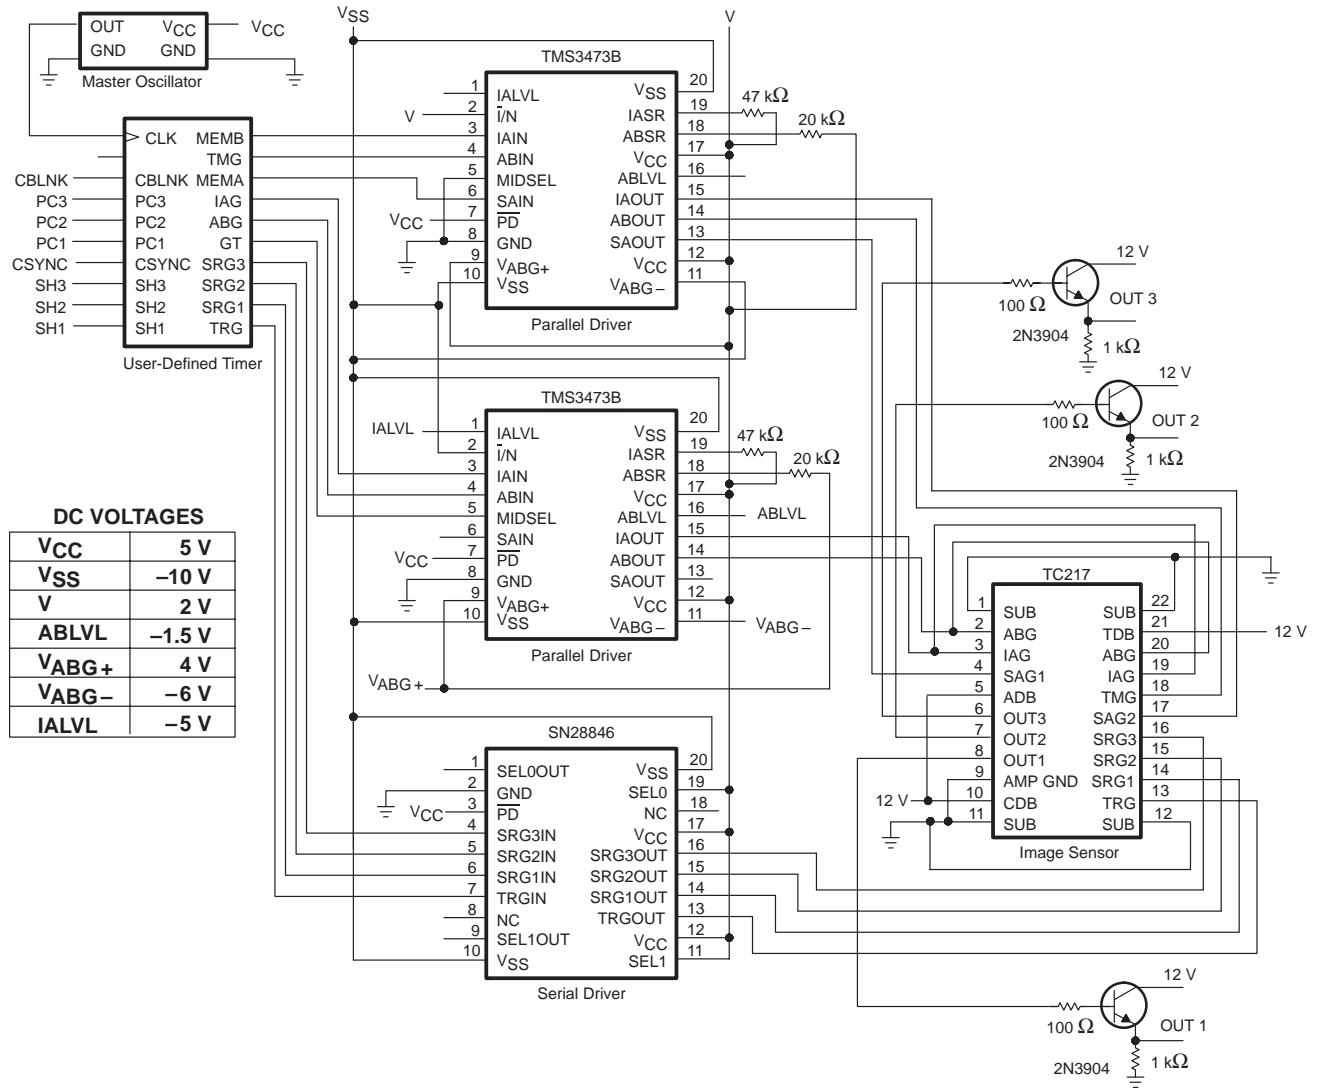 VSS
V
OUT VCC VCC
GND GND
Master Oscillator
CLK MEMB
TMG
CBLNK CBLNK MEMA
PC3 PC3 IAG
PC2 PC2 ABG
PC1 PC1 GT
CSYNC CSYNC SRG3
SH3 SH3 SRG2
SH2 SH2 SRG1
SH1 SH1 TRG
User-Defined Timer
TMS3473B
1 IALVL VSS 20
V 2 I/N IASR 19 47 kΩ
3 IAIN ABSR 18 20 kΩ
4 ABIN VCC 17
5 MIDSEL ABLVL 16
6 SAIN IAOUT 15
VCC 7 PD ABOUT 14
8 GND SAOUT 13
9 VABG+ VCC 12
10 VSS VABG– 11
Parallel Driver
TMS3473B
IALVL 1 IALVL VSS 20
2 I/N IASR 19 47 kΩ
3 IAIN ABSR 18 20 kΩ
4 ABIN VCC 17
5 MIDSEL ABLVL 16 ABLVL
6 SAIN IAOUT 15
VCC 7 PD ABOUT 14
8 GND SAOUT 13
9 VABG+ VCC 12
10 VSS VABG– 11 VABG–
Parallel Driver
VABG+
SN28846
1 SEL0OUT VSS 20
2 GND SEL0 19
VCC 3 PD NC 18
4 SRG3IN VCC 17
5 SRG2IN SRG3OUT 16
6 SRG1IN SRG2OUT 15
7 TRGIN SRG1OUT 14
8 NC TRGOUT 13
9 SEL1OUT VCC 12
10 VSS SEL1 11
Serial Driver
DC VOLTAGES
VCC 5 V
VSS –10 V
V 2 V
ABLVL –1.5 V
VABG+ 4 V
VABG– –6 V
IALVL –5 V
12 V
100 Ω OUT 3
2N3904 1 kΩ
12 V
100 Ω OUT 2
2N3904 1 kΩ
TC217
1 SUB SUB 22
2 ABG TDB 21 12 V
3 IAG ABG 20
4 SAG1 IAG 19
5 ADB TMG 18
6 OUT3 SAG2 17
7 OUT2 SRG3 16
8 OUT1 SRG2 15
9 AMP GND SRG1 14
12 V 10 CDB TRG 13
11 SUB SUB 12
Image Sensor
12 V
100 Ω OUT 1
2N3904 1 kΩ